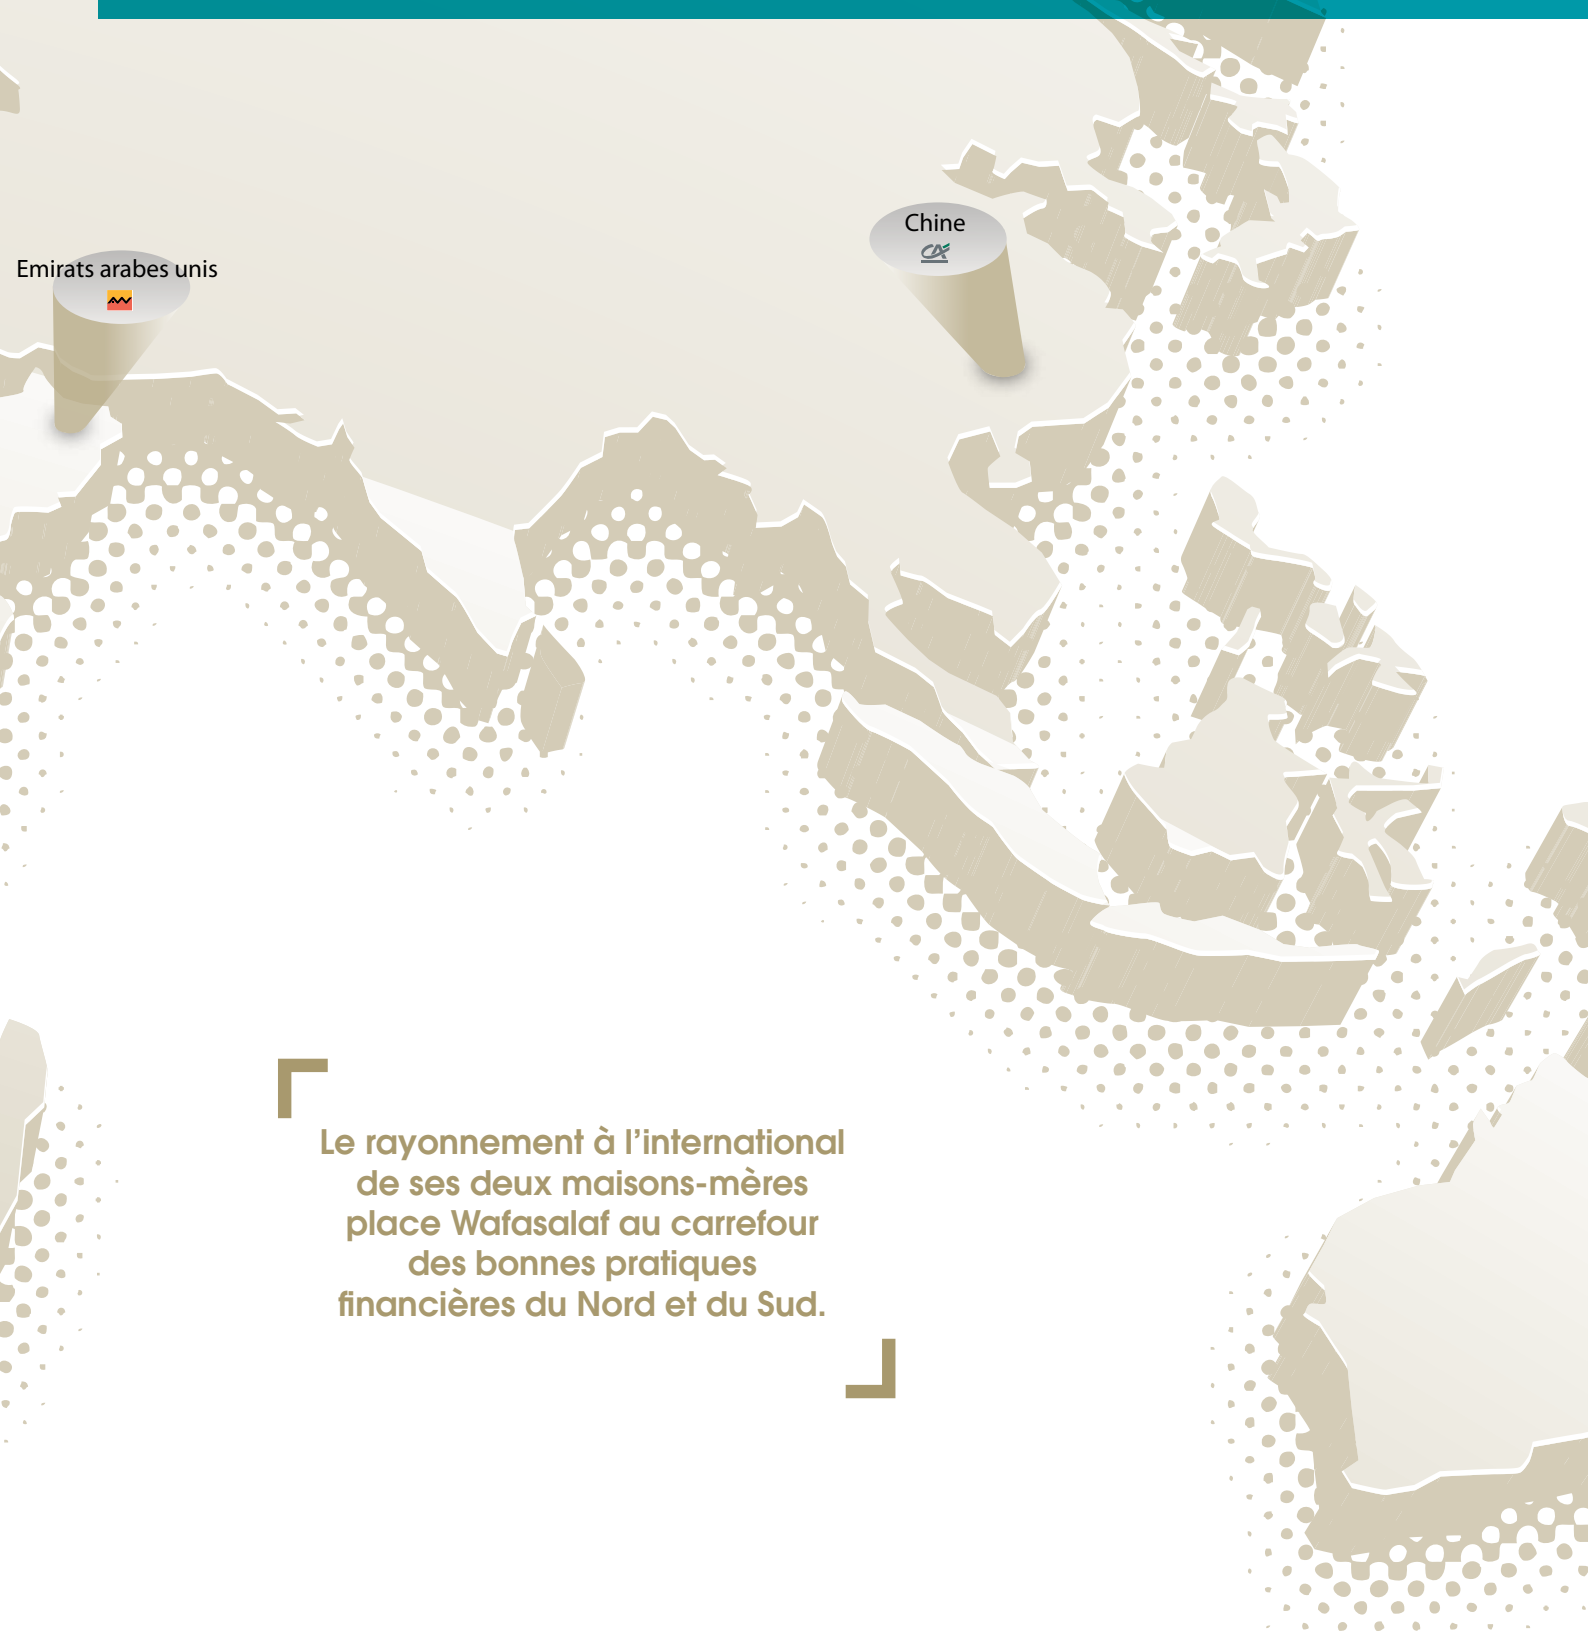 Chine
Emirats arabes unis
Le rayonnement à l’international
de ses deux maisons-mères
place Wafasalaf au carrefour
des bonnes pratiques
financières du Nord et du Sud.